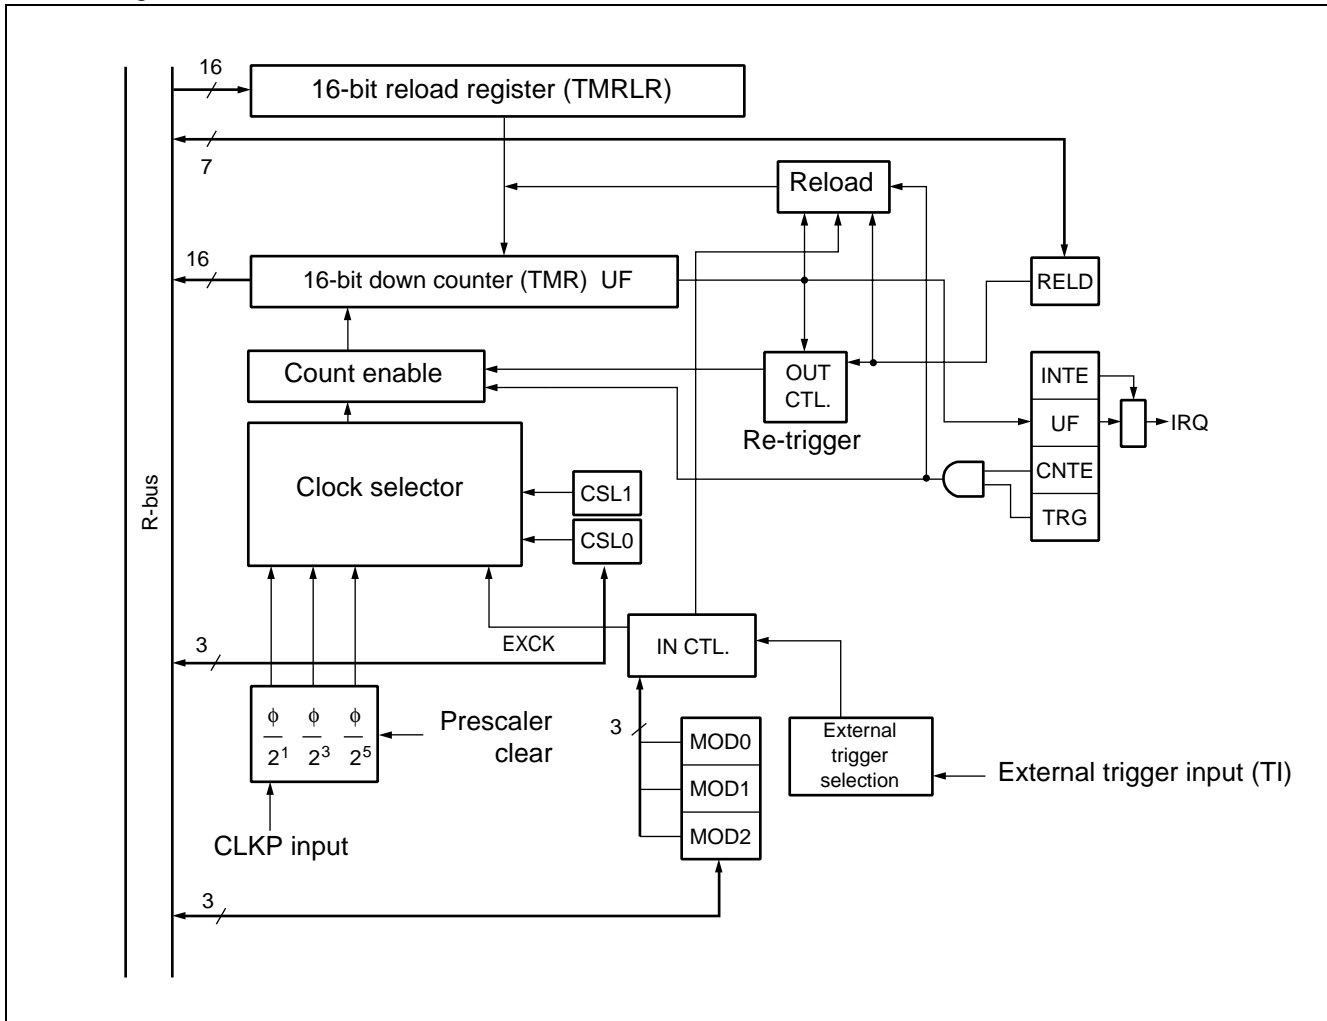 16
16-bit reload register (TMRLR)
7
Reload
16
16-bit down counter (TMR) UF
RELD
Count enable
OUT
CTL.
Re-trigger
INTE
UF
CNTE
TRG
IRQ
Clock selector
CSL1
CSL0
R-bus
3
EXCK
IN CTL.
φ φ φ
2¹ 2³ 2⁵
Prescaler
clear
3
MOD0
MOD1
MOD2
External
trigger
selection
External trigger input (TI)
CLKP input
3